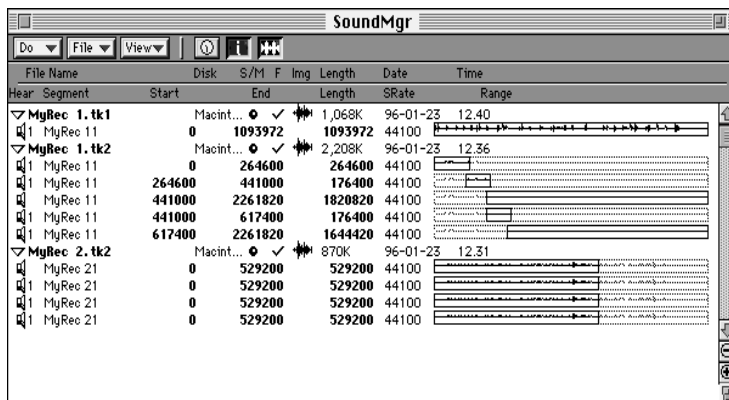 SoundMgr
Do File View
File Name Disk S/M F Img Length Date Time
Hear Segment Start End Length SRate Range
MyRec 1.tk1 Macint... 1,068K 96-01-23 12.40
1 MyRec 11 0 1093972 1093972 44100
MyRec 1.tk2 Macint... 2,208K 96-01-23 12.36
1 MyRec 11 0 264600 264600 44100
1 MyRec 11 264600 441000 176400 44100
1 MyRec 11 441000 2261820 1820820 44100
1 MyRec 11 441000 617400 176400 44100
1 MyRec 11 617400 2261820 1644420 44100
MyRec 2.tk2 Macint... 870K 96-01-23 12.31
MyRec 21 0 529200 529200 44100
1 MyRec 21 0 529200 529200 44100
1 MyRec 21 0 529200 529200 44100
1 MyRec 21 0 529200 529200 44100